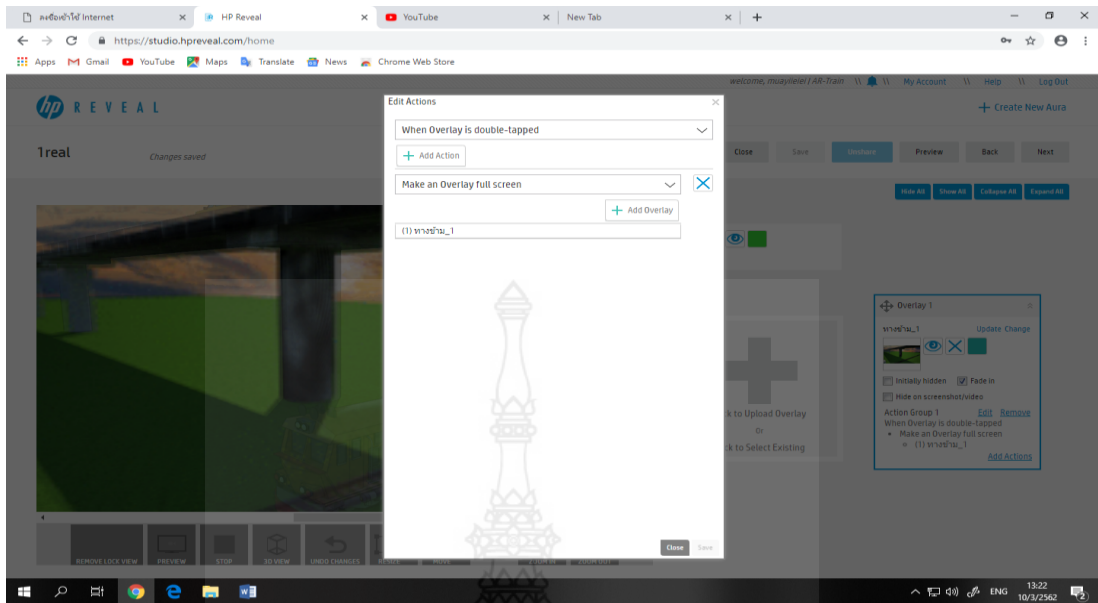 ลงชื่อเข้าใช้ Internet
HP Reveal
YouTube
New Tab
https://studio.hpreveal.com/home
Apps Gmail YouTube Maps Translate News Chrome Web Store
welcome, muaylleiei | AR-Train \\ \\ My Account \\ Help \\ Log Out
hp REVEAL
+ Create New Aura
1real
Changes saved
Close Save Unshare Preview Back Next
Hide All Show All Collapse All Expand All
Edit Actions
When Overlay is double-tapped
+ Add Action
Make an Overlay full screen
+ Add Overlay
(1) ทางข้าม_1
Close Save
k to Upload Overlay
Or
ck to Select Existing
Overlay 1
ทางข้าม_1 Update Change
Initially hidden Fade in
Hide on screenshot/video
Action Group 1 Edit Remove
When Overlay is double-tapped
Make an Overlay full screen
(1) ทางข้าม_1
Add Actions
REMOVE LOCK VIEW PREVIEW STOP 3D VIEW UNDO CHANGES
ENG
13:22
10/3/2562